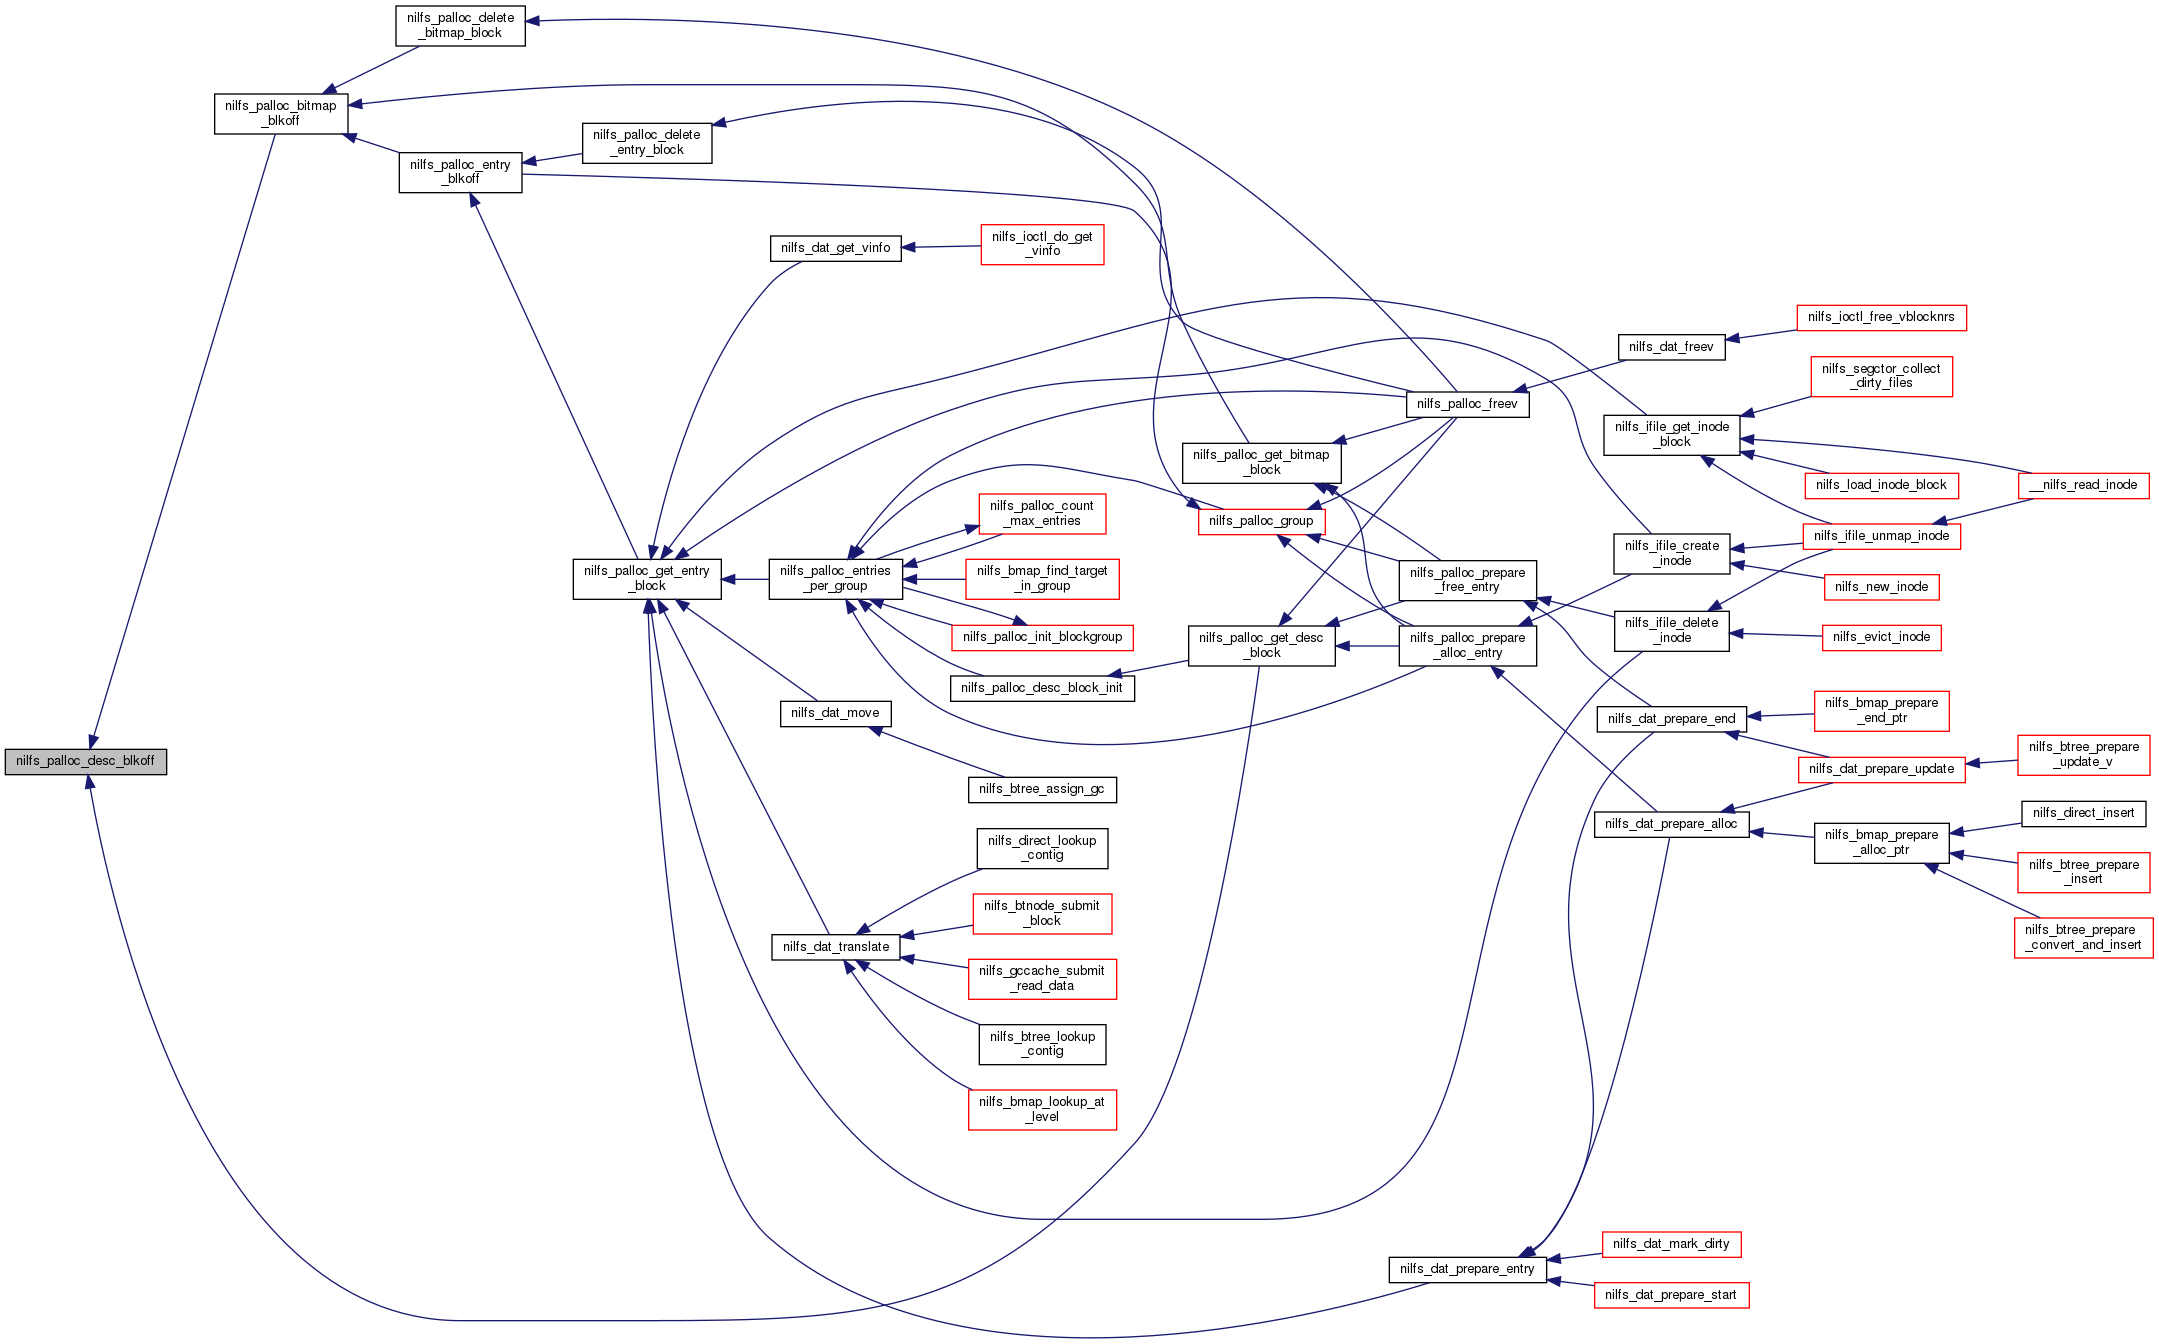 nilfs_palloc_desc_blkoff
nilfs_palloc_bitmap
_blkoff
nilfs_palloc_delete
_bitmap_block
nilfs_palloc_entry
_blkoff
nilfs_palloc_delete
_entry_block
nilfs_palloc_get_entry
_block
nilfs_dat_get_vinfo
nilfs_ioctl_do_get
_vinfo
nilfs_palloc_entries
_per_group
nilfs_palloc_count
_max_entries
nilfs_bmap_find_target
_in_group
nilfs_palloc_init_blockgroup
nilfs_palloc_desc_block_init
nilfs_dat_move
nilfs_btree_assign_gc
nilfs_dat_translate
nilfs_direct_lookup
_contig
nilfs_btnode_submit
_block
nilfs_gccache_submit
_read_data
nilfs_btree_lookup
_contig
nilfs_bmap_lookup_at
_level
nilfs_palloc_get_bitmap
_block
nilfs_palloc_group
nilfs_palloc_get_desc
_block
nilfs_palloc_freev
nilfs_palloc_prepare
_free_entry
nilfs_palloc_prepare
_alloc_entry
nilfs_dat_prepare_entry
nilfs_dat_freev
nilfs_ioctl_free_vblocknrs
nilfs_ifile_get_inode
_block
nilfs_segctor_collect
_dirty_files
nilfs_load_inode_block
__nilfs_read_inode
nilfs_ifile_unmap_inode
nilfs_ifile_create
_inode
nilfs_new_inode
nilfs_ifile_delete
_inode
nilfs_evict_inode
nilfs_dat_prepare_end
nilfs_bmap_prepare
_end_ptr
nilfs_dat_prepare_update
nilfs_btree_prepare
_update_v
nilfs_dat_prepare_alloc
nilfs_bmap_prepare
_alloc_ptr
nilfs_direct_insert
nilfs_btree_prepare
_insert
nilfs_btree_prepare
_convert_and_insert
nilfs_dat_mark_dirty
nilfs_dat_prepare_start